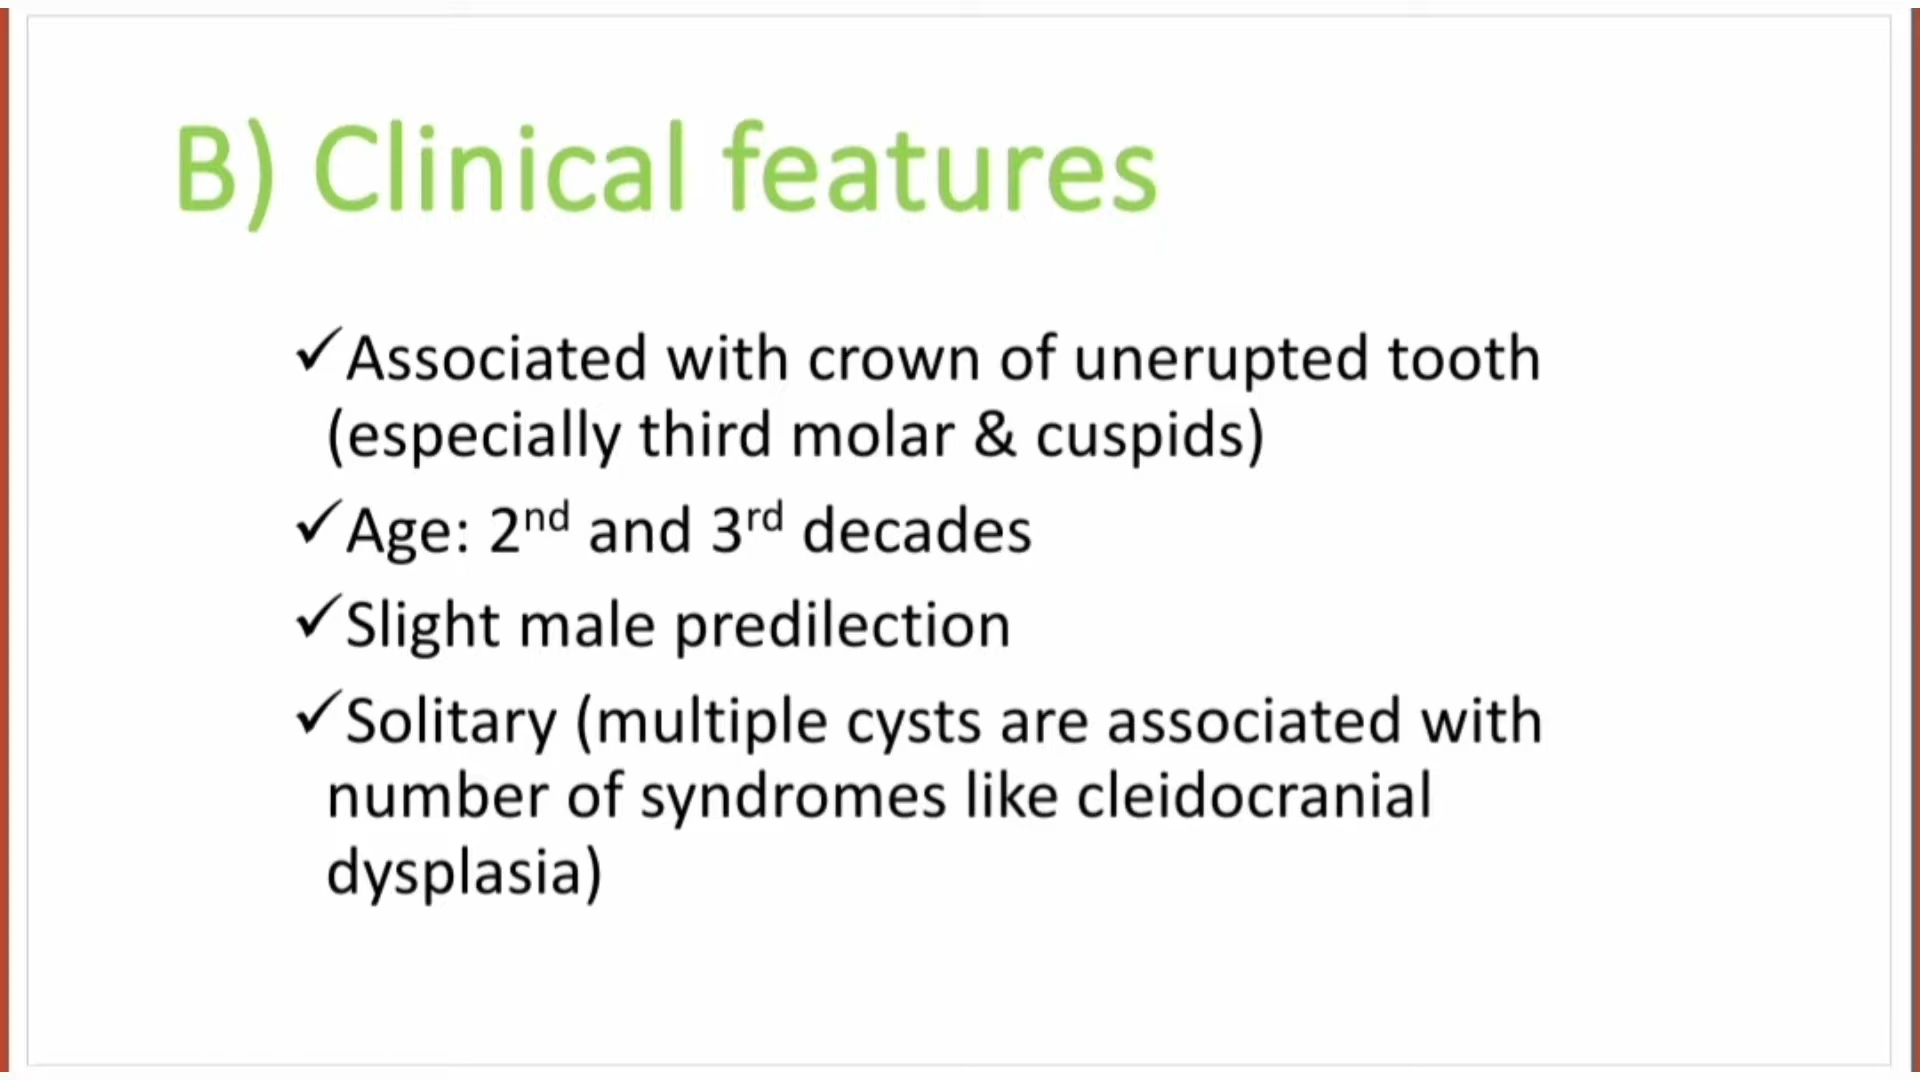 B) Clinical features
✓Associated with crown of unerupted tooth
(especially third molar & cuspids)
✓Age: 2nd and 3rd decades
✓Slight male predilection
✓Solitary (multiple cysts are associated with
number of syndromes like cleidocranial
dysplasia)